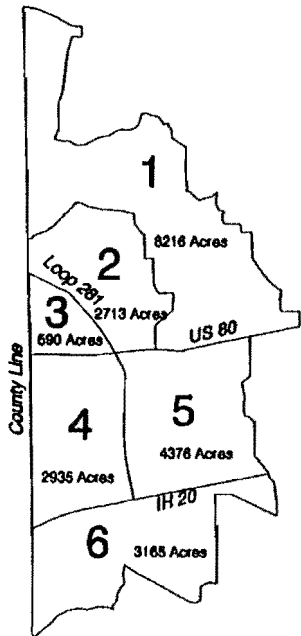 1
8216 Acres
2
Loop 281
2713 Acres
3
690 Acres
US 80
County Line
4
5
4376 Acres
2935 Acres
IH 20
6
3165 Acres